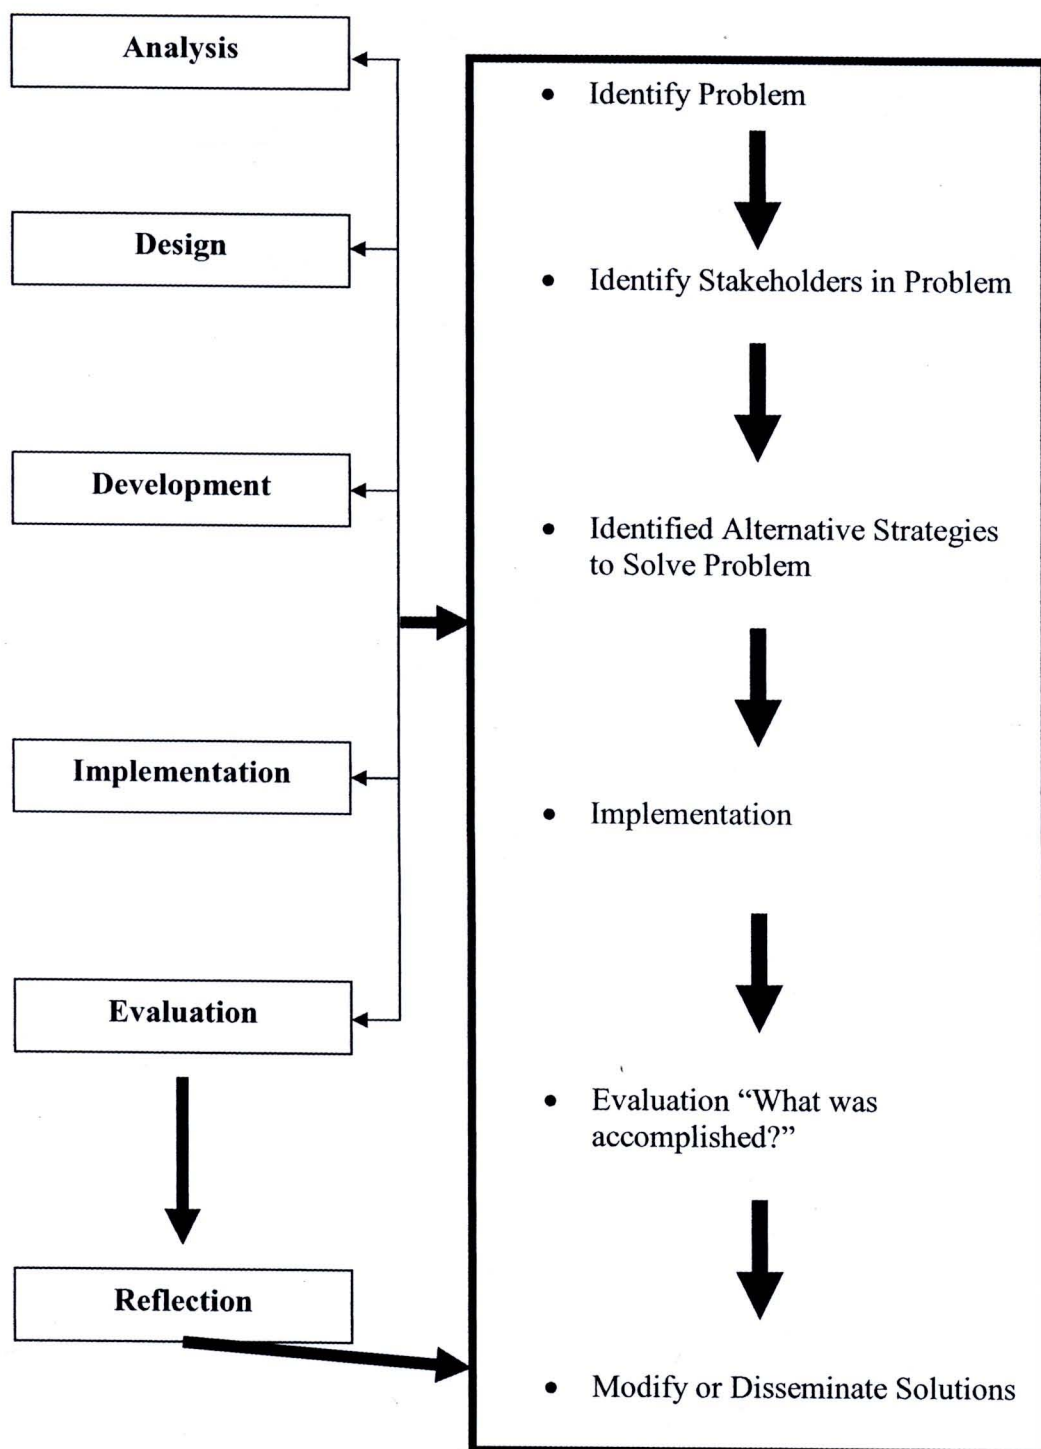 Analysis
Design
Development
Implementation
Evaluation
Reflection
• Identify Problem
• Identify Stakeholders in Problem
• Identified Alternative Strategies
to Solve Problem
• Implementation
• Evaluation “What was
accomplished?”
• Modify or Disseminate Solutions